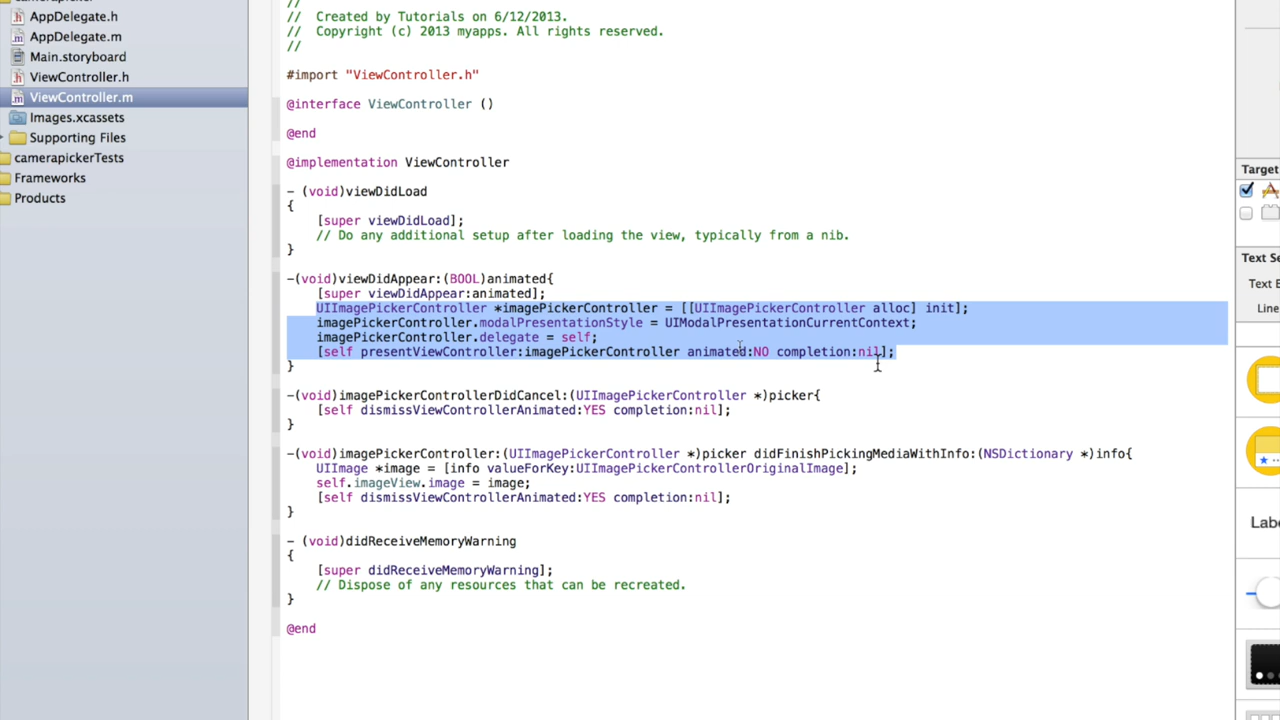 camerapicker
AppDelegate.h
AppDelegate.m
Main.storyboard
ViewController.h
ViewController.m
Images.xcassets
Supporting Files
camerapickerTests
Frameworks
Products
//
//  Created by Tutorials on 6/12/2013.
//  Copyright (c) 2013 myapps. All rights reserved.
//
#import "ViewController.h"
@interface ViewController ()
@end
@implementation ViewController
- (void)viewDidLoad
{
[super viewDidLoad];
// Do any additional setup after loading the view, typically from a nib.
}
-(void)viewDidAppear:(BOOL)animated{
[super viewDidAppear:animated];
UIImagePickerController *imagePickerController = [[UIImagePickerController alloc] init];
imagePickerController.modalPresentationStyle = UIModalPresentationCurrentContext;
imagePickerController.delegate = self;
[self presentViewController:imagePickerController animated:NO completion:nil];
}
-(void)imagePickerControllerDidCancel:(UIImagePickerController *)picker{
[self dismissViewControllerAnimated:YES completion:nil];
}
-(void)imagePickerController:(UIImagePickerController *)picker didFinishPickingMediaWithInfo:(NSDictionary *)info{
UIImage *image = [info valueForKey:UIImagePickerControllerOriginalImage];
self.imageView.image = image;
[self dismissViewControllerAnimated:YES completion:nil];
}
- (void)didReceiveMemoryWarning
{
[super didReceiveMemoryWarning];
// Dispose of any resources that can be recreated.
}
@end
Target
Text Se
Text E
Line
Labe